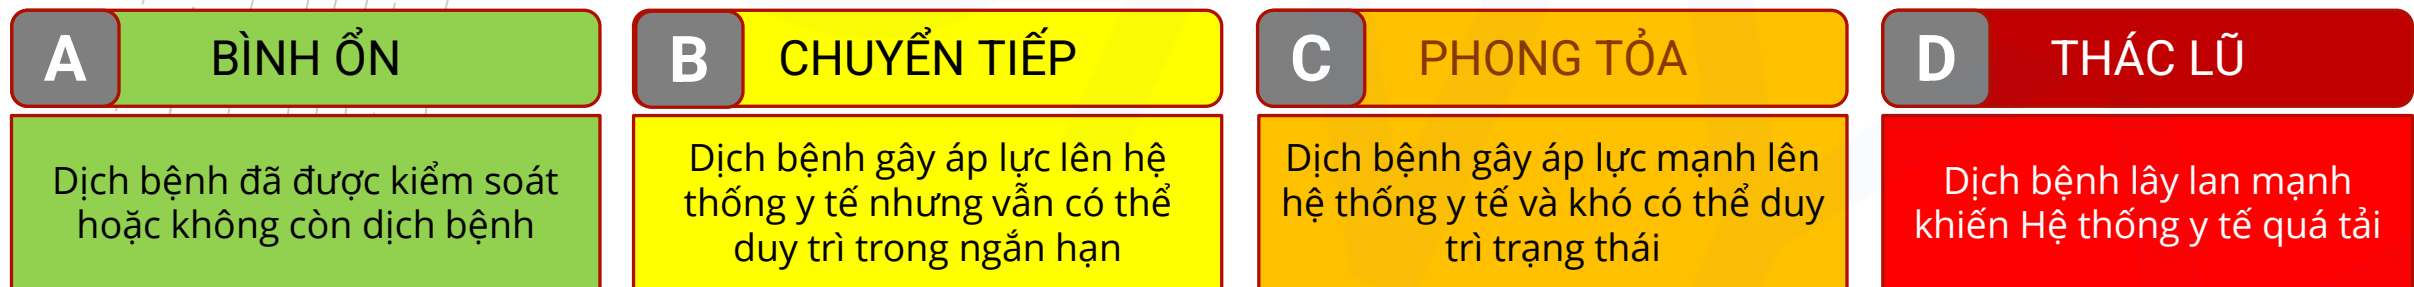 A
BÌNH ỔN
Dịch bệnh đã được kiểm soát
hoặc không còn dịch bệnh
B
CHUYỂN TIẾP
Dịch bệnh gây áp lực lên hệ
thống y tế nhưng vẫn có thể
duy trì trong ngắn hạn
C
PHONG TỎA
Dịch bệnh gây áp lực mạnh lên
hệ thống y tế và khó có thể duy
trì trạng thái
D
THÁC LŨ
Dịch bệnh lây lan mạnh
khiến Hệ thống y tế quá tải